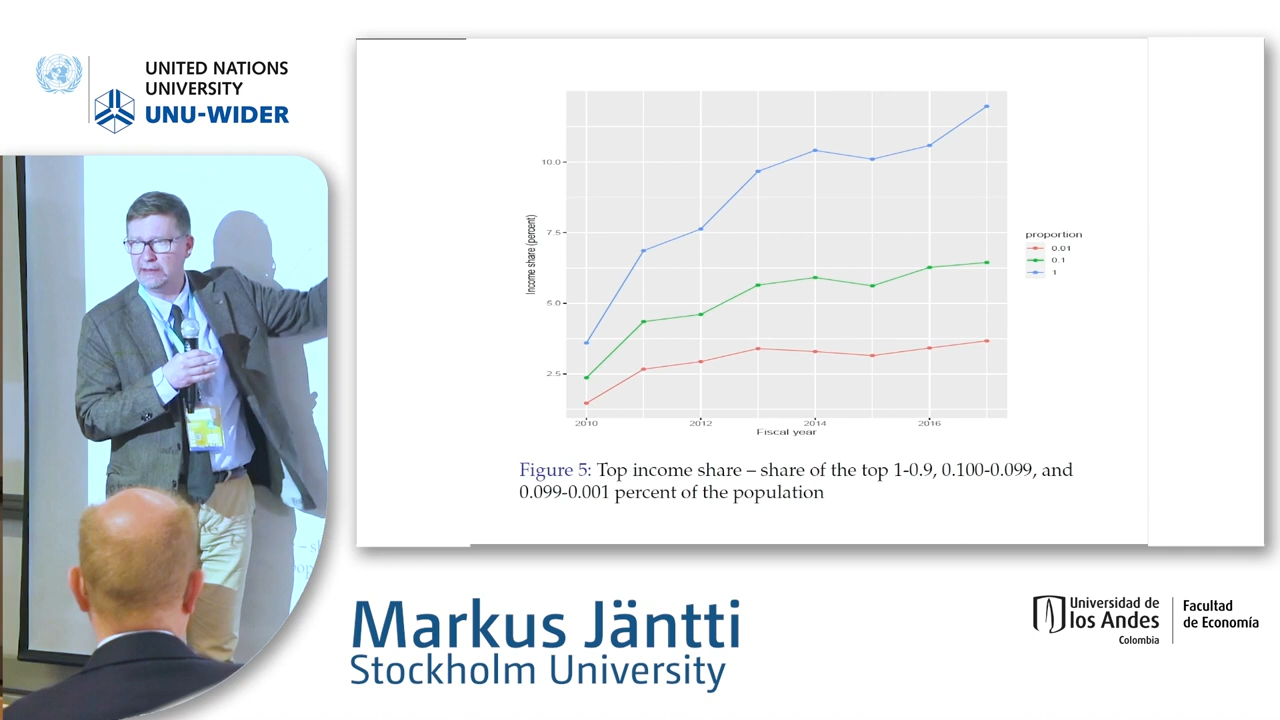 UNITED NATIONS
UNIVERSITY
UNU-WIDER
Income share (percent)
10.0
7.5
5.0
2.5
2010
2012
2014
2016
Fiscal year
proportion
0.01
0.1
1
Figure 5: Top income share – share of the top 1-0.9, 0.100-0.099, and
0.099-0.001 percent of the population
Markus Jäntti
Stockholm University
Universidad de
los Andes
Colombia
Facultad
de Economía